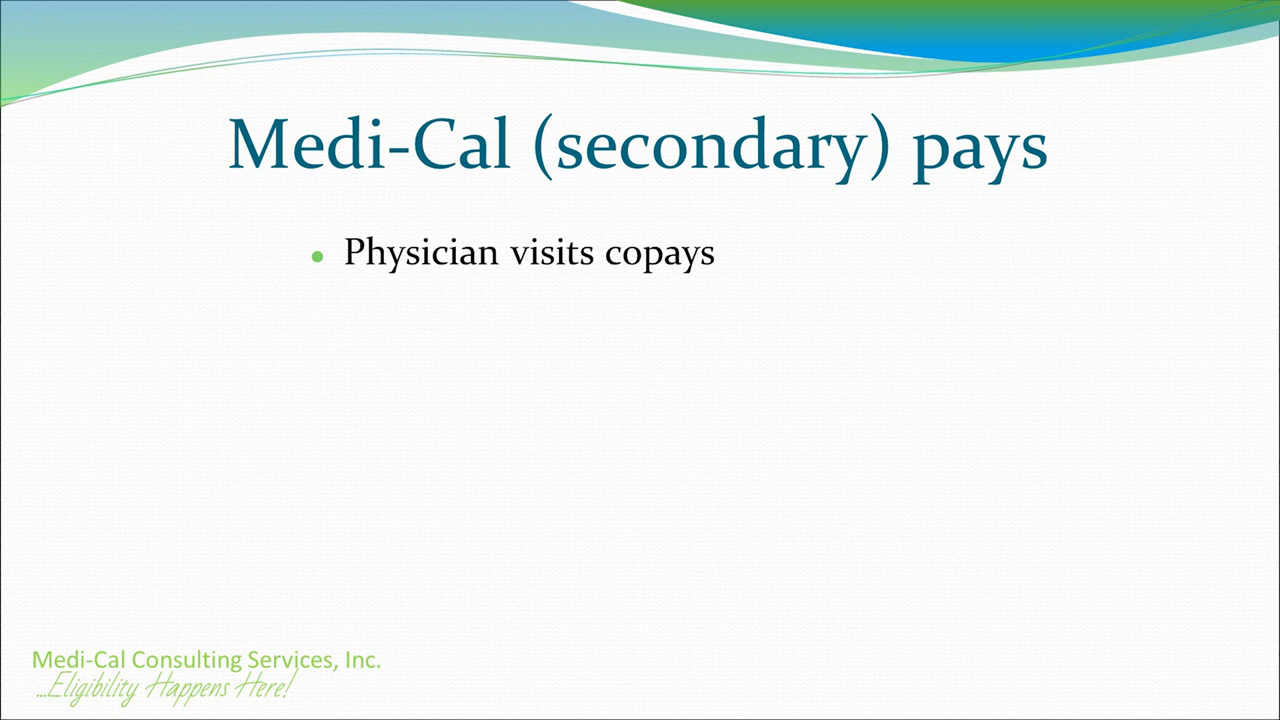 Medi-Cal (secondary) pays
• Physician visits copays
Medi-Cal Consulting Services, Inc.
...Eligibility Happens Here!